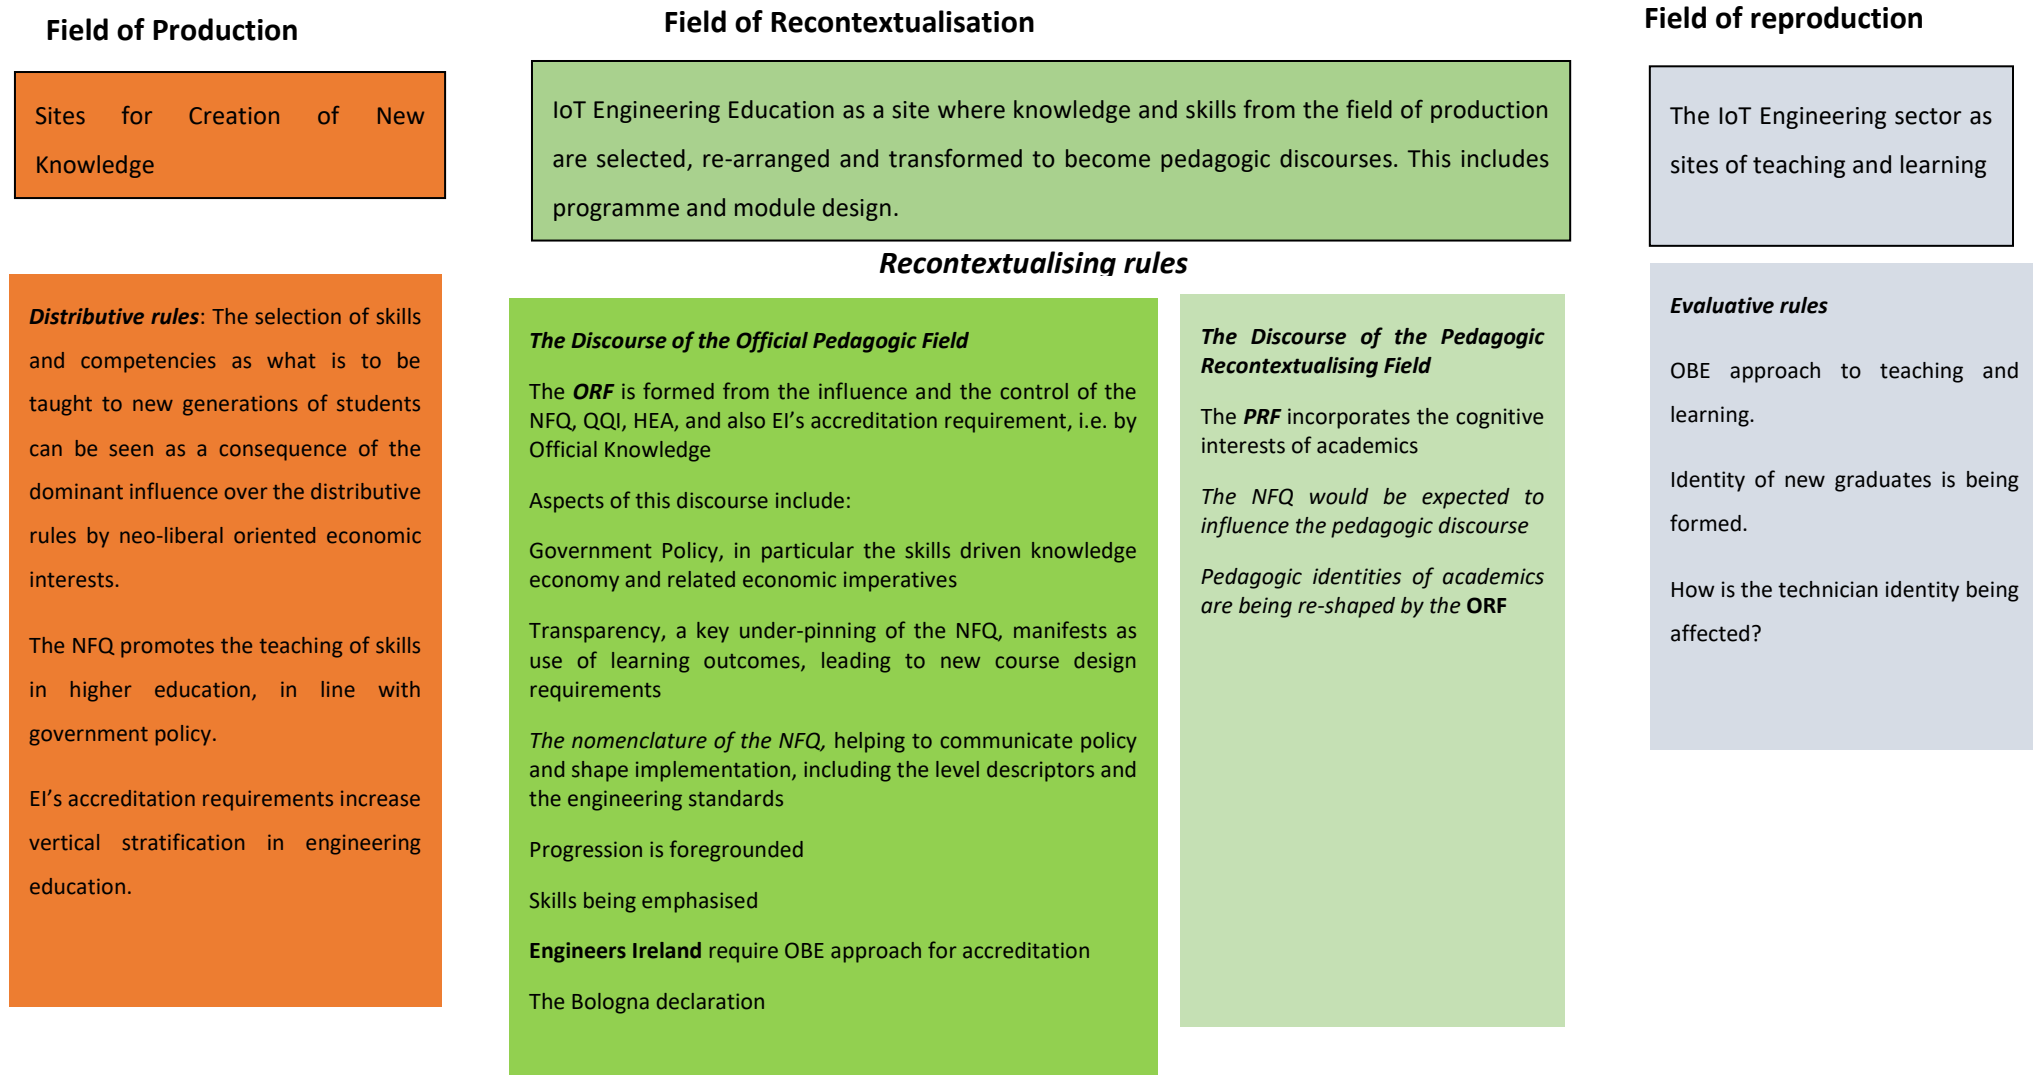 Field of Production
Sites for Creation of New
Knowledge
Distributive rules: The selection of skills
and competencies as what is to be
taught to new generations of students
can be seen as a consequence of the
dominant influence over the distributive
rules by neo-liberal oriented economic
interests.
The NFQ promotes the teaching of skills
in higher education, in line with
government policy.
EI’s accreditation requirements increase
vertical stratification in engineering
education.
Field of Recontextualisation
IoT Engineering Education as a site where knowledge and skills from the field of production
are selected, re-arranged and transformed to become pedagogic discourses. This includes
programme and module design.
Recontextualising rules
The Discourse of the Official Pedagogic Field
The ORF is formed from the influence and the control of the
NFQ, QQI, HEA, and also EI’s accreditation requirement, i.e. by
Official Knowledge
Aspects of this discourse include:
Government Policy, in particular the skills driven knowledge
economy and related economic imperatives
Transparency, a key under-pinning of the NFQ, manifests as
use of learning outcomes, leading to new course design
requirements
The nomenclature of the NFQ, helping to communicate policy
and shape implementation, including the level descriptors and
the engineering standards
Progression is foregrounded
Skills being emphasised
Engineers Ireland require OBE approach for accreditation
The Bologna declaration
The Discourse of the Pedagogic
Recontextualising Field
The PRF incorporates the cognitive
interests of academics
The NFQ would be expected to
influence the pedagogic discourse
Pedagogic identities of academics
are being re-shaped by the ORF
Field of reproduction
The IoT Engineering sector as
sites of teaching and learning
Evaluative rules
OBE approach to teaching and
learning.
Identity of new graduates is being
formed.
How is the technician identity being
affected?